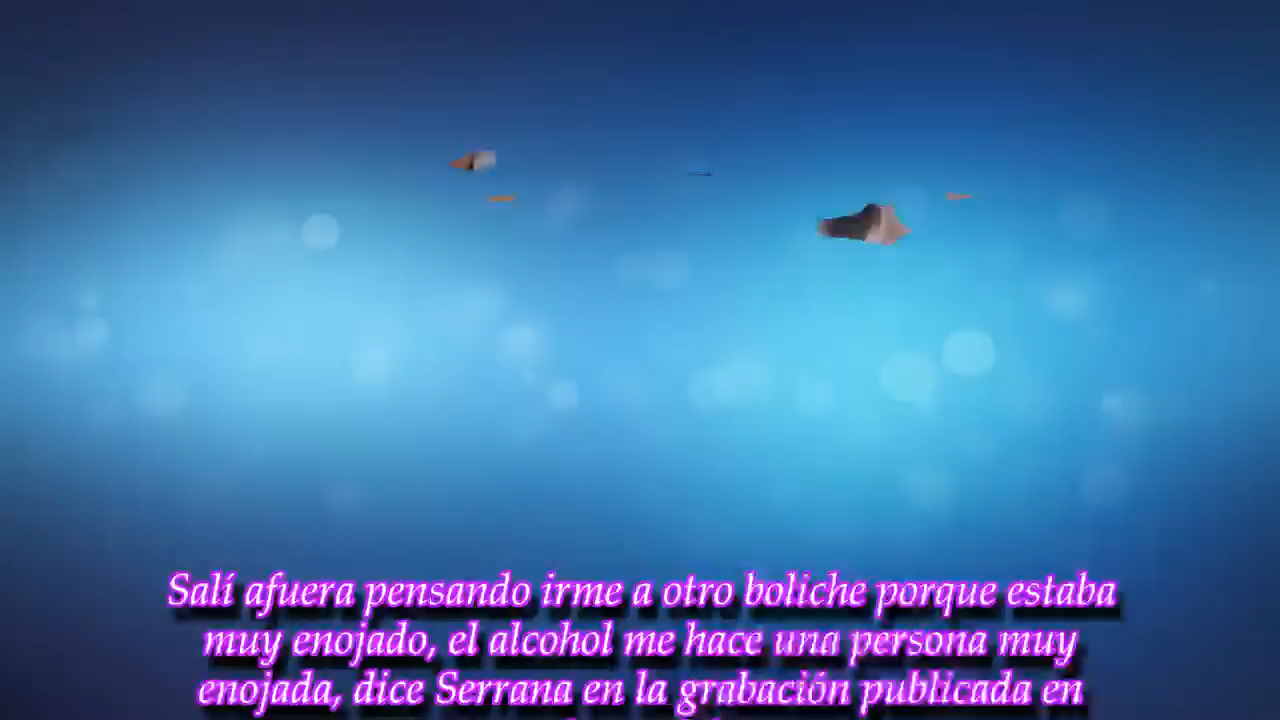 Salí afuera pensando irme a otro boliche porque estaba
muy enojado, el alcohol me hace una persona muy
enojada, dice Serrana en la grabación publicada en